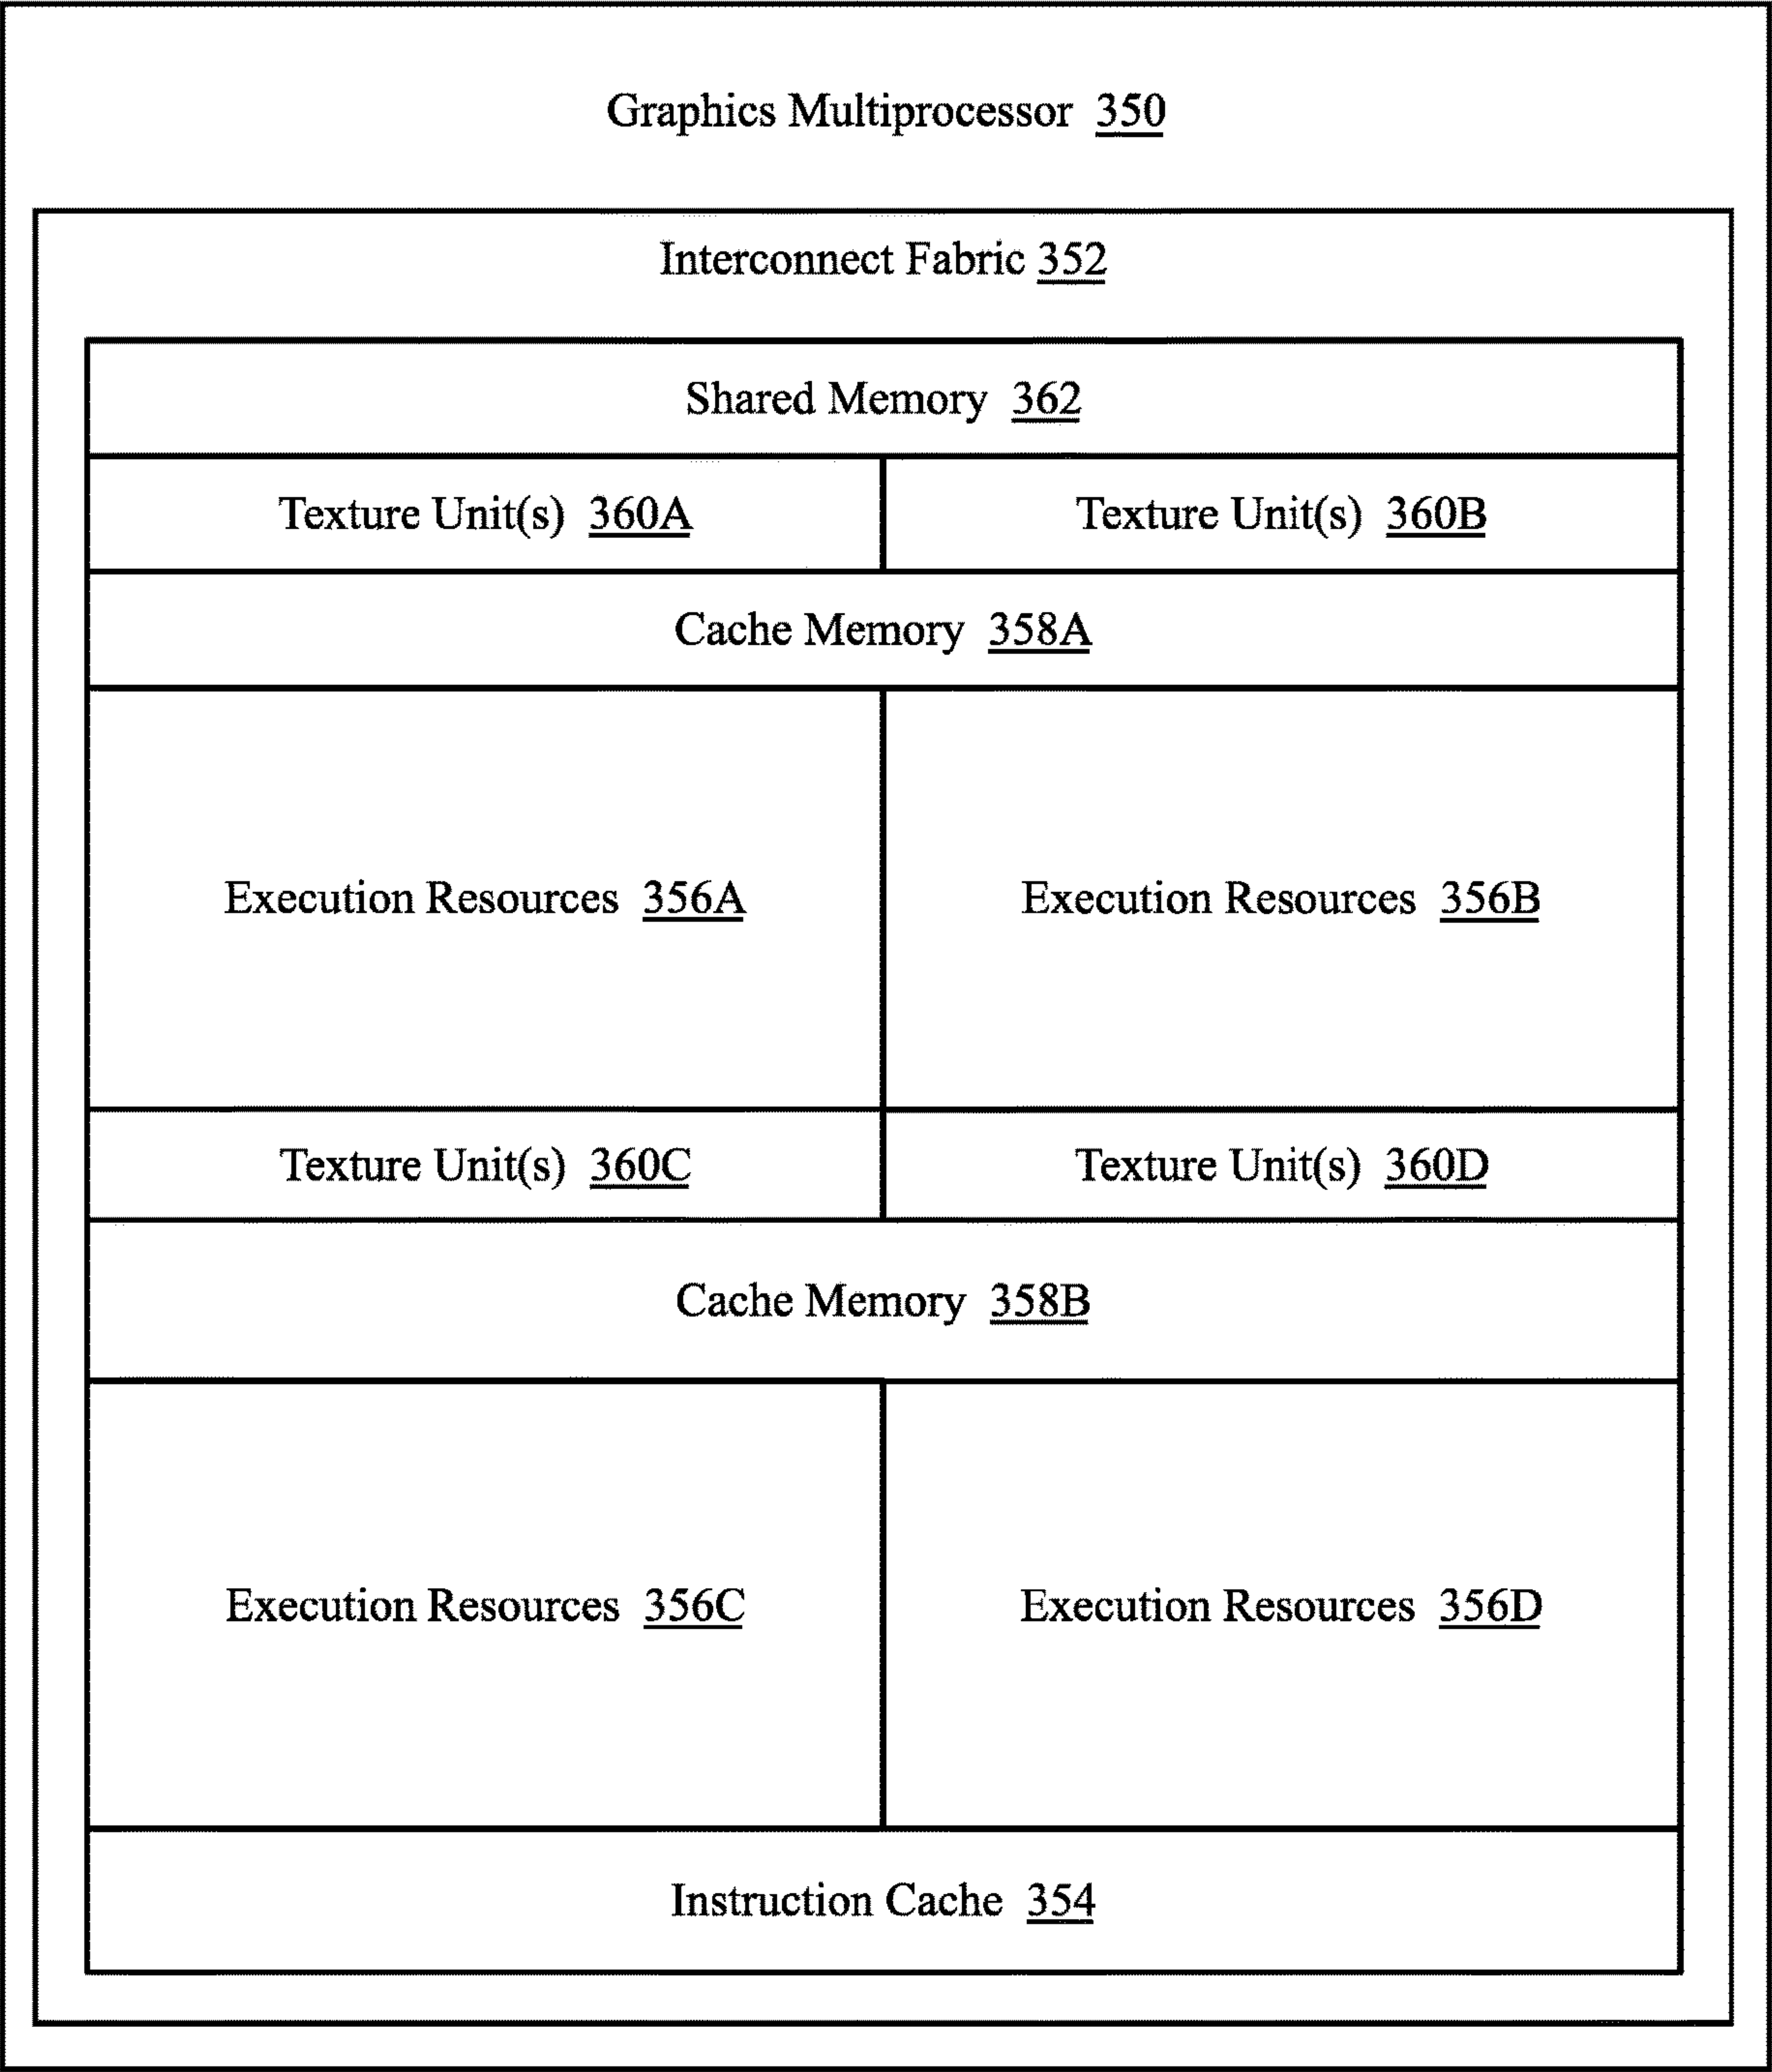 Graphics Multiprocessor 350
Interconnect Fabric 352
Shared Memory 362
Texture Unit(s) 360A
Texture Unit(s) 360B
Cache Memory 358A
Execution Resources 356A
Execution Resources 356B
Texture Unit(s) 360C
Texture Unit(s) 360D
Cache Memory 358B
Execution Resources 356C
Execution Resources 356D
Instruction Cache 354